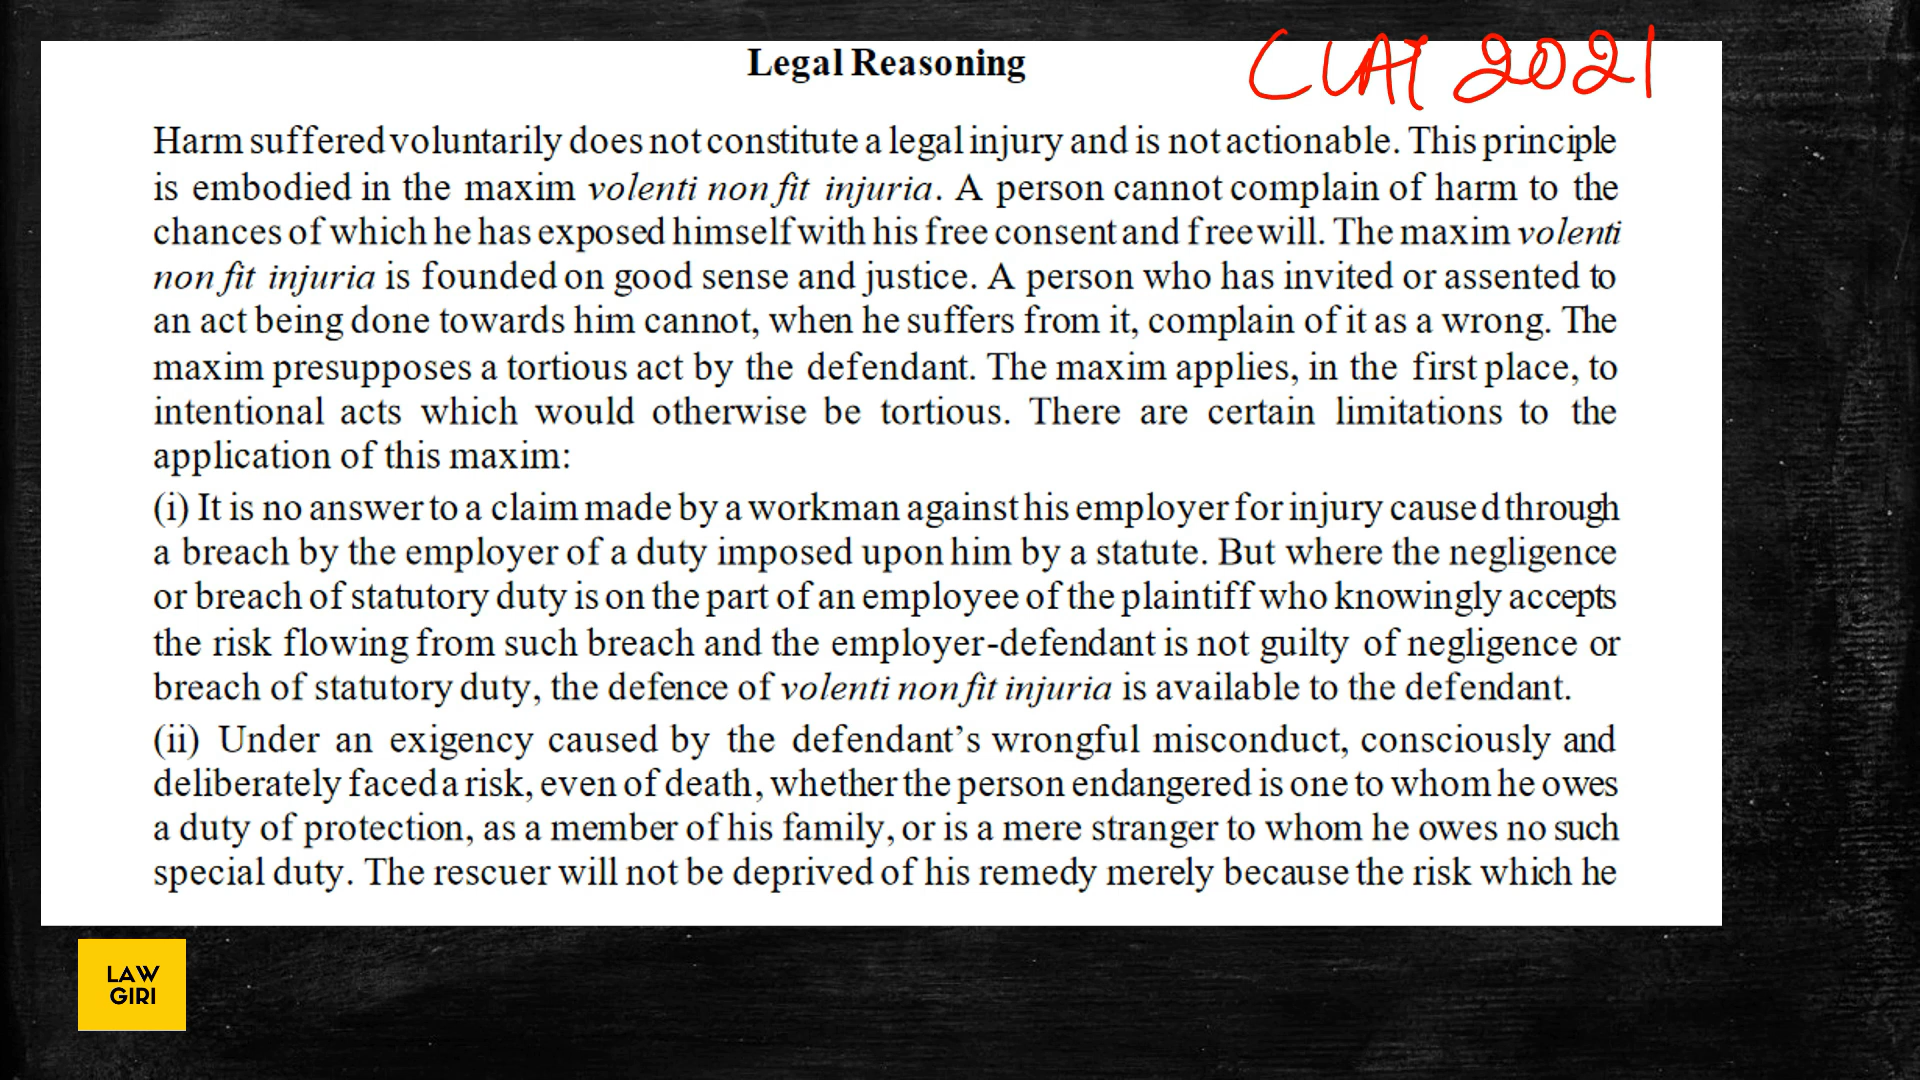 Legal Reasoning
CLAT 2021
Harm suffered voluntarily does not constitute a legal injury and is not actionable. This principle
is embodied in the maxim volenti non fit injuria. A person cannot complain of harm to the
chances of which he has exposed himself with his free consent and free will. The maxim volenti
non fit injuria is founded on good sense and justice. A person who has invited or assented to
an act being done towards him cannot, when he suffers from it, complain of it as a wrong. The
maxim presupposes a tortious act by the defendant. The maxim applies, in the first place, to
intentional acts which would otherwise be tortious. There are certain limitations to the
application of this maxim:
(i) It is no answer to a claim made by a workman against his employer for injury caused through
a breach by the employer of a duty imposed upon him by a statute. But where the negligence
or breach of statutory duty is on the part of an employee of the plaintiff who knowingly accepts
the risk flowing from such breach and the employer-defendant is not guilty of negligence or
breach of statutory duty, the defence of volenti non fit injuria is available to the defendant.
(ii) Under an exigency caused by the defendant's wrongful misconduct, consciously and
deliberately faced a risk, even of death, whether the person endangered is one to whom he owes
a duty of protection, as a member of his family, or is a mere stranger to whom he owes no such
special duty. The rescuer will not be deprived of his remedy merely because the risk which he
LAW
GIRI